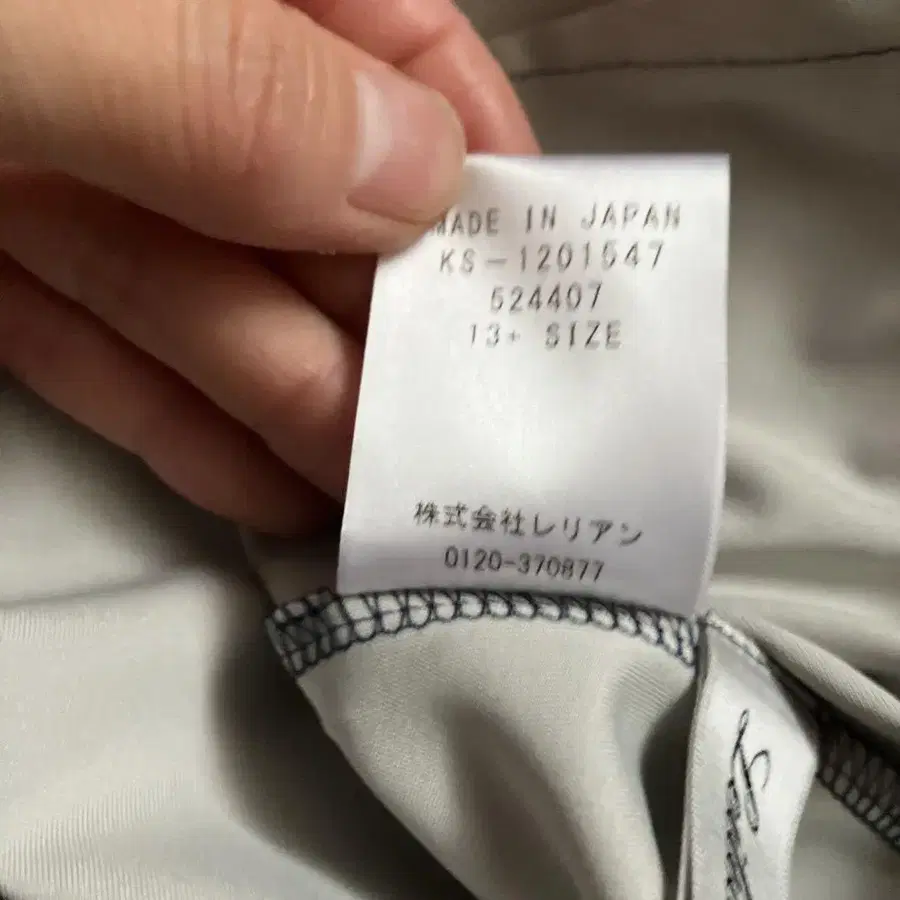 MADE IN JAPAN
KS-1201547
524407
13+ SIZE
株式会社レリアン
0120-370877